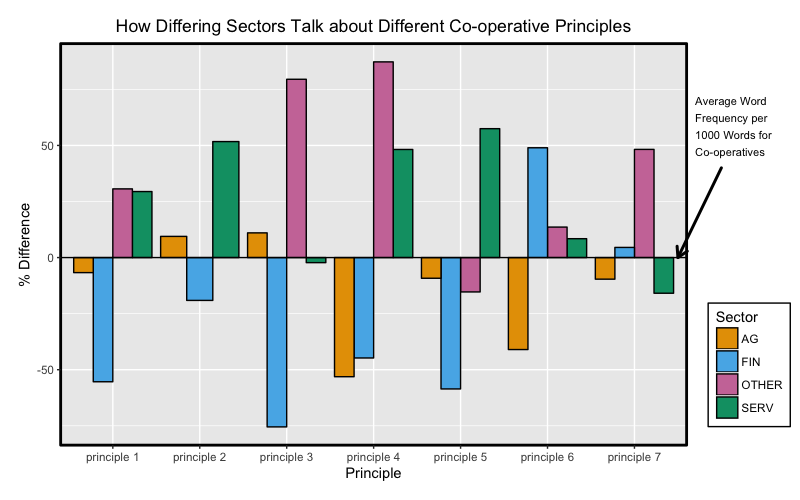 How Differing Sectors Talk about Different Co-operative Principles
% Difference
50
0
-50
principle 1
principle 2
principle 3
principle 4
principle 5
principle 6
principle 7
Principle
Average Word
Frequency per
1000 Words for
Co-operatives
Sector
AG
FIN
OTHER
SERV